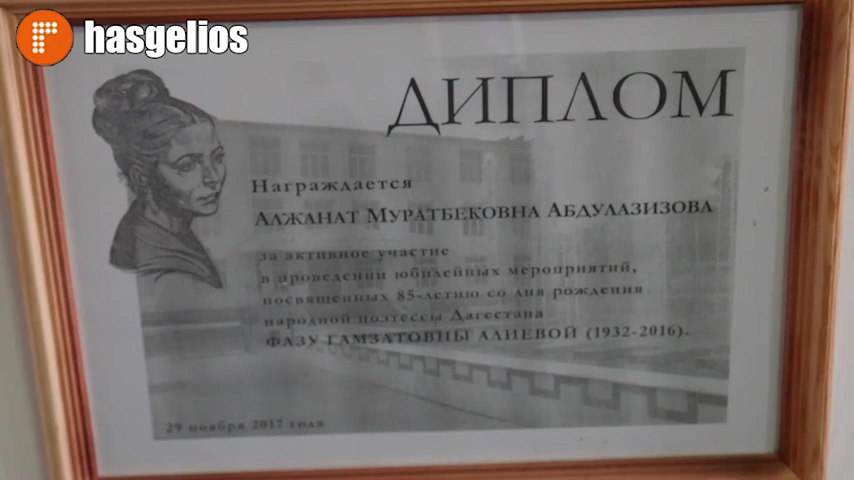 hasgelios
ДИПЛОМ
Награждается
АЛЖАНАТ МУРАТБЕКОВНА АБДУЛАЗИЗОВА
за активное участие
в проведении юбилейных мероприятий,
посвященных 85-летию со дня рождения
народной поэтессы Дагестана
ФАЗУ ГАМЗАТОВНЫ АЛИЕВОЙ (1932-2016).
29 ноября 2017 года